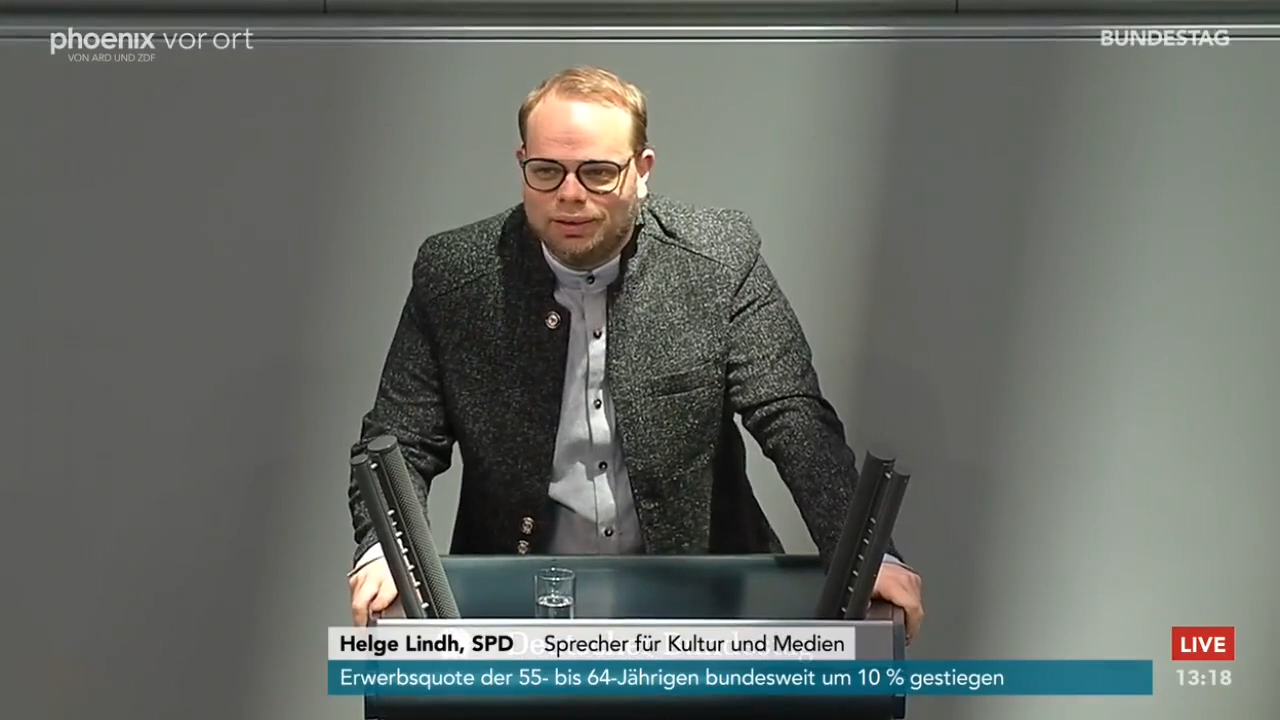 phoenix vor ort
VON ARD UND ZDF
BUNDESTAG
Helge Lindh, SPD Sprecher für Kultur und Medien
Erwerbsquote der 55- bis 64-Jährigen bundesweit um 10 % gestiegen
LIVE
13:18